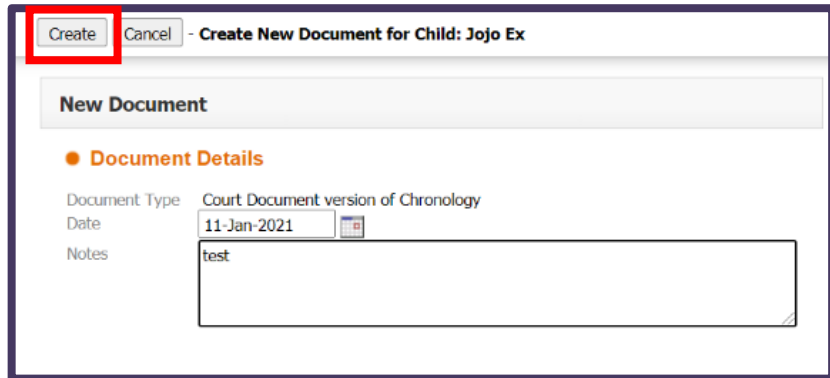 Create Cancel - Create New Document for Child: Jojo Ex
New Document
Document Details
Document Type Court Document version of Chronology
Date 11-Jan-2021
Notes test